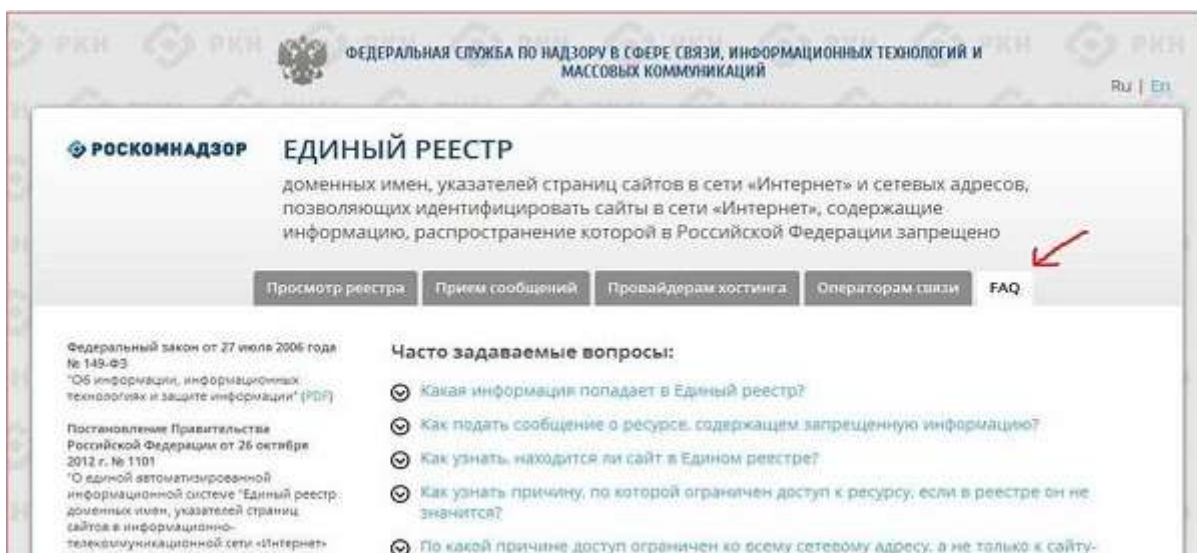 ФЕДЕРАЛЬНАЯ СЛУЖБА ПО НАДЗОРУ В СФЕРЕ СВЯЗИ, ИНФОРМАЦИОННЫХ ТЕХНОЛОГИЙ И
МАССОВЫХ КОММУНИКАЦИЙ
Ru | En
РОСКОМНАДЗОР
ЕДИНЫЙ РЕЕСТР
доменных имен, указателей страниц сайтов в сети «Интернет» и сетевых адресов,
позволяющих идентифицировать сайты в сети «Интернет», содержащие
информацию, распространение которой в Российской Федерации запрещено
Просмотр реестра Прием сообщений Провайдерам хостинга Операторам связи FAQ
Федеральный закон от 27 июля 2006 года
№ 149-ФЗ
"Об информации, информационных
технологиях и защите информации" (PDF)
Постановление Правительства
Российской Федерации от 26 октября
2012 г. № 1101
"О единой автоматизированной
информационной системе "Единый реестр
доменных имен, указателей страниц
сайтов в информационно-
телекоммуникационной сети «Интернет»
Часто задаваемые вопросы:
Какая информация попадает в Единый реестр?
Как подать сообщение о ресурсе, содержащем запрещенную информацию?
Как узнать, находится ли сайт в Едином реестре?
Как узнать причину, по которой ограничен доступ к ресурсу, если в реестре он не
значится?
По какой причине доступ ограничен ко всему сетевому адресу, а не только к сайту-